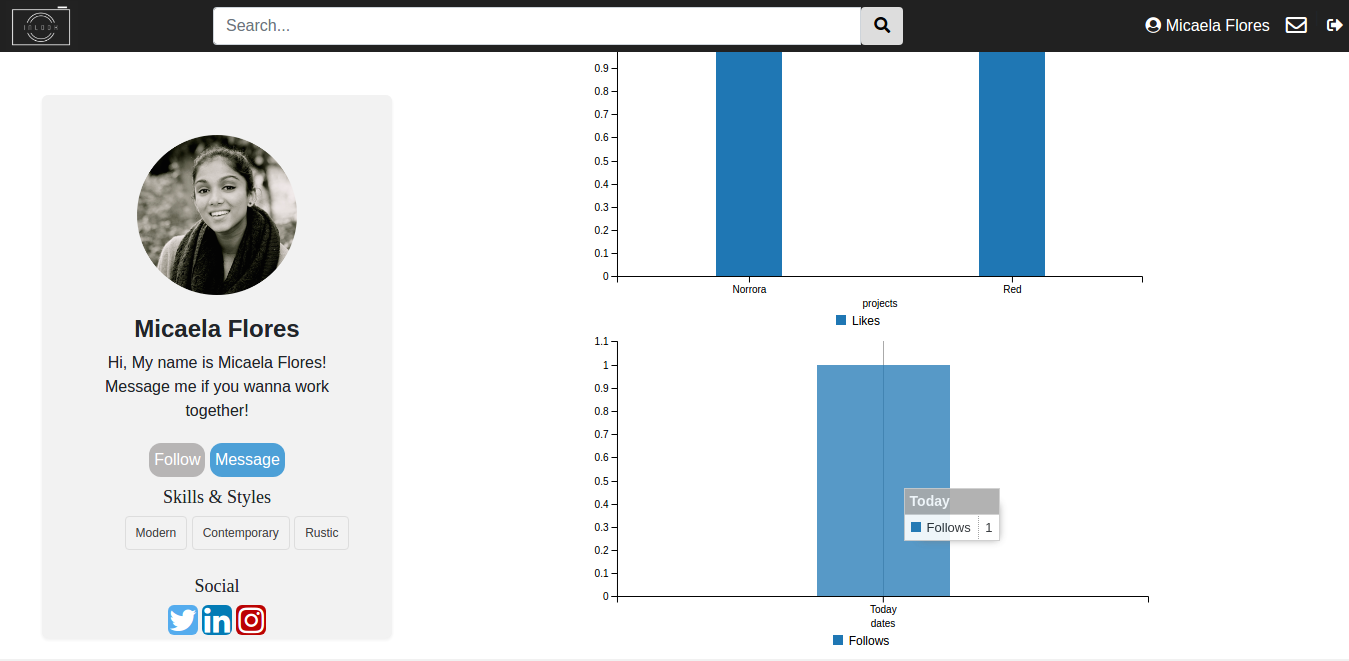 Search...
Micaela Flores
Micaela Flores
Hi, My name is Micaela Flores!
Message me if you wanna work
together!
Follow Message
Skills & Styles
Modern Contemporary Rustic
Social
in
0.9
0.8
0.7
0.6
0.5
0.4
0.3
0.2
0.1
0
Norrora Red
projects
Likes
1.1
1
0.9
0.8
0.7
0.6
0.5
0.4
0.3
0.2
0.1
0
Today
Follows 1
Today
dates
Follows